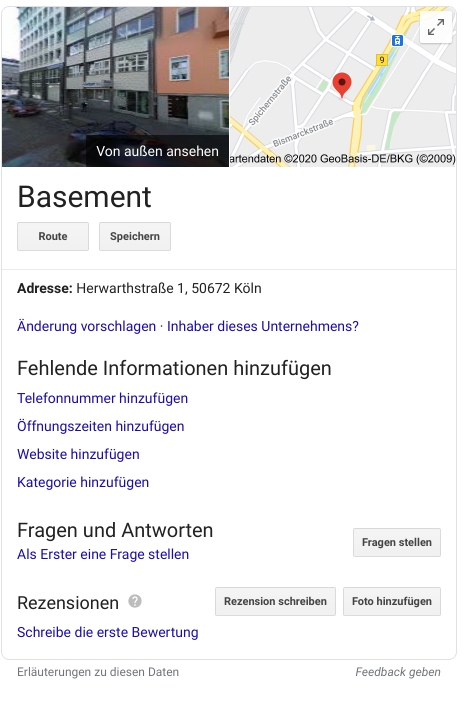 Von außen ansehen
9
Spichernstraße
Bismarckstraße
artendaten ©2020 GeoBasis-DE/BKG (©2009)
Basement
Route Speichern
Adresse: Herwarthstraße 1, 50672 Köln
Änderung vorschlagen · Inhaber dieses Unternehmens?
Fehlende Informationen hinzufügen
Telefonnummer hinzufügen
Öffnungszeiten hinzufügen
Website hinzufügen
Kategorie hinzufügen
Fragen und Antworten
Fragen stellen
Als Erster eine Frage stellen
Rezensionen ? Rezension schreiben Foto hinzufügen
Schreibe die erste Bewertung
Erläuterungen zu diesen Daten Feedback geben